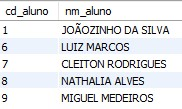 cd_aluno nm_aluno
1 JOÃOZINHO DA SILVA
6 LUIZ MARCOS
7 CLEITON RODRIGUES
8 NATHALIA ALVES
9 MIGUEL MEDEIROS